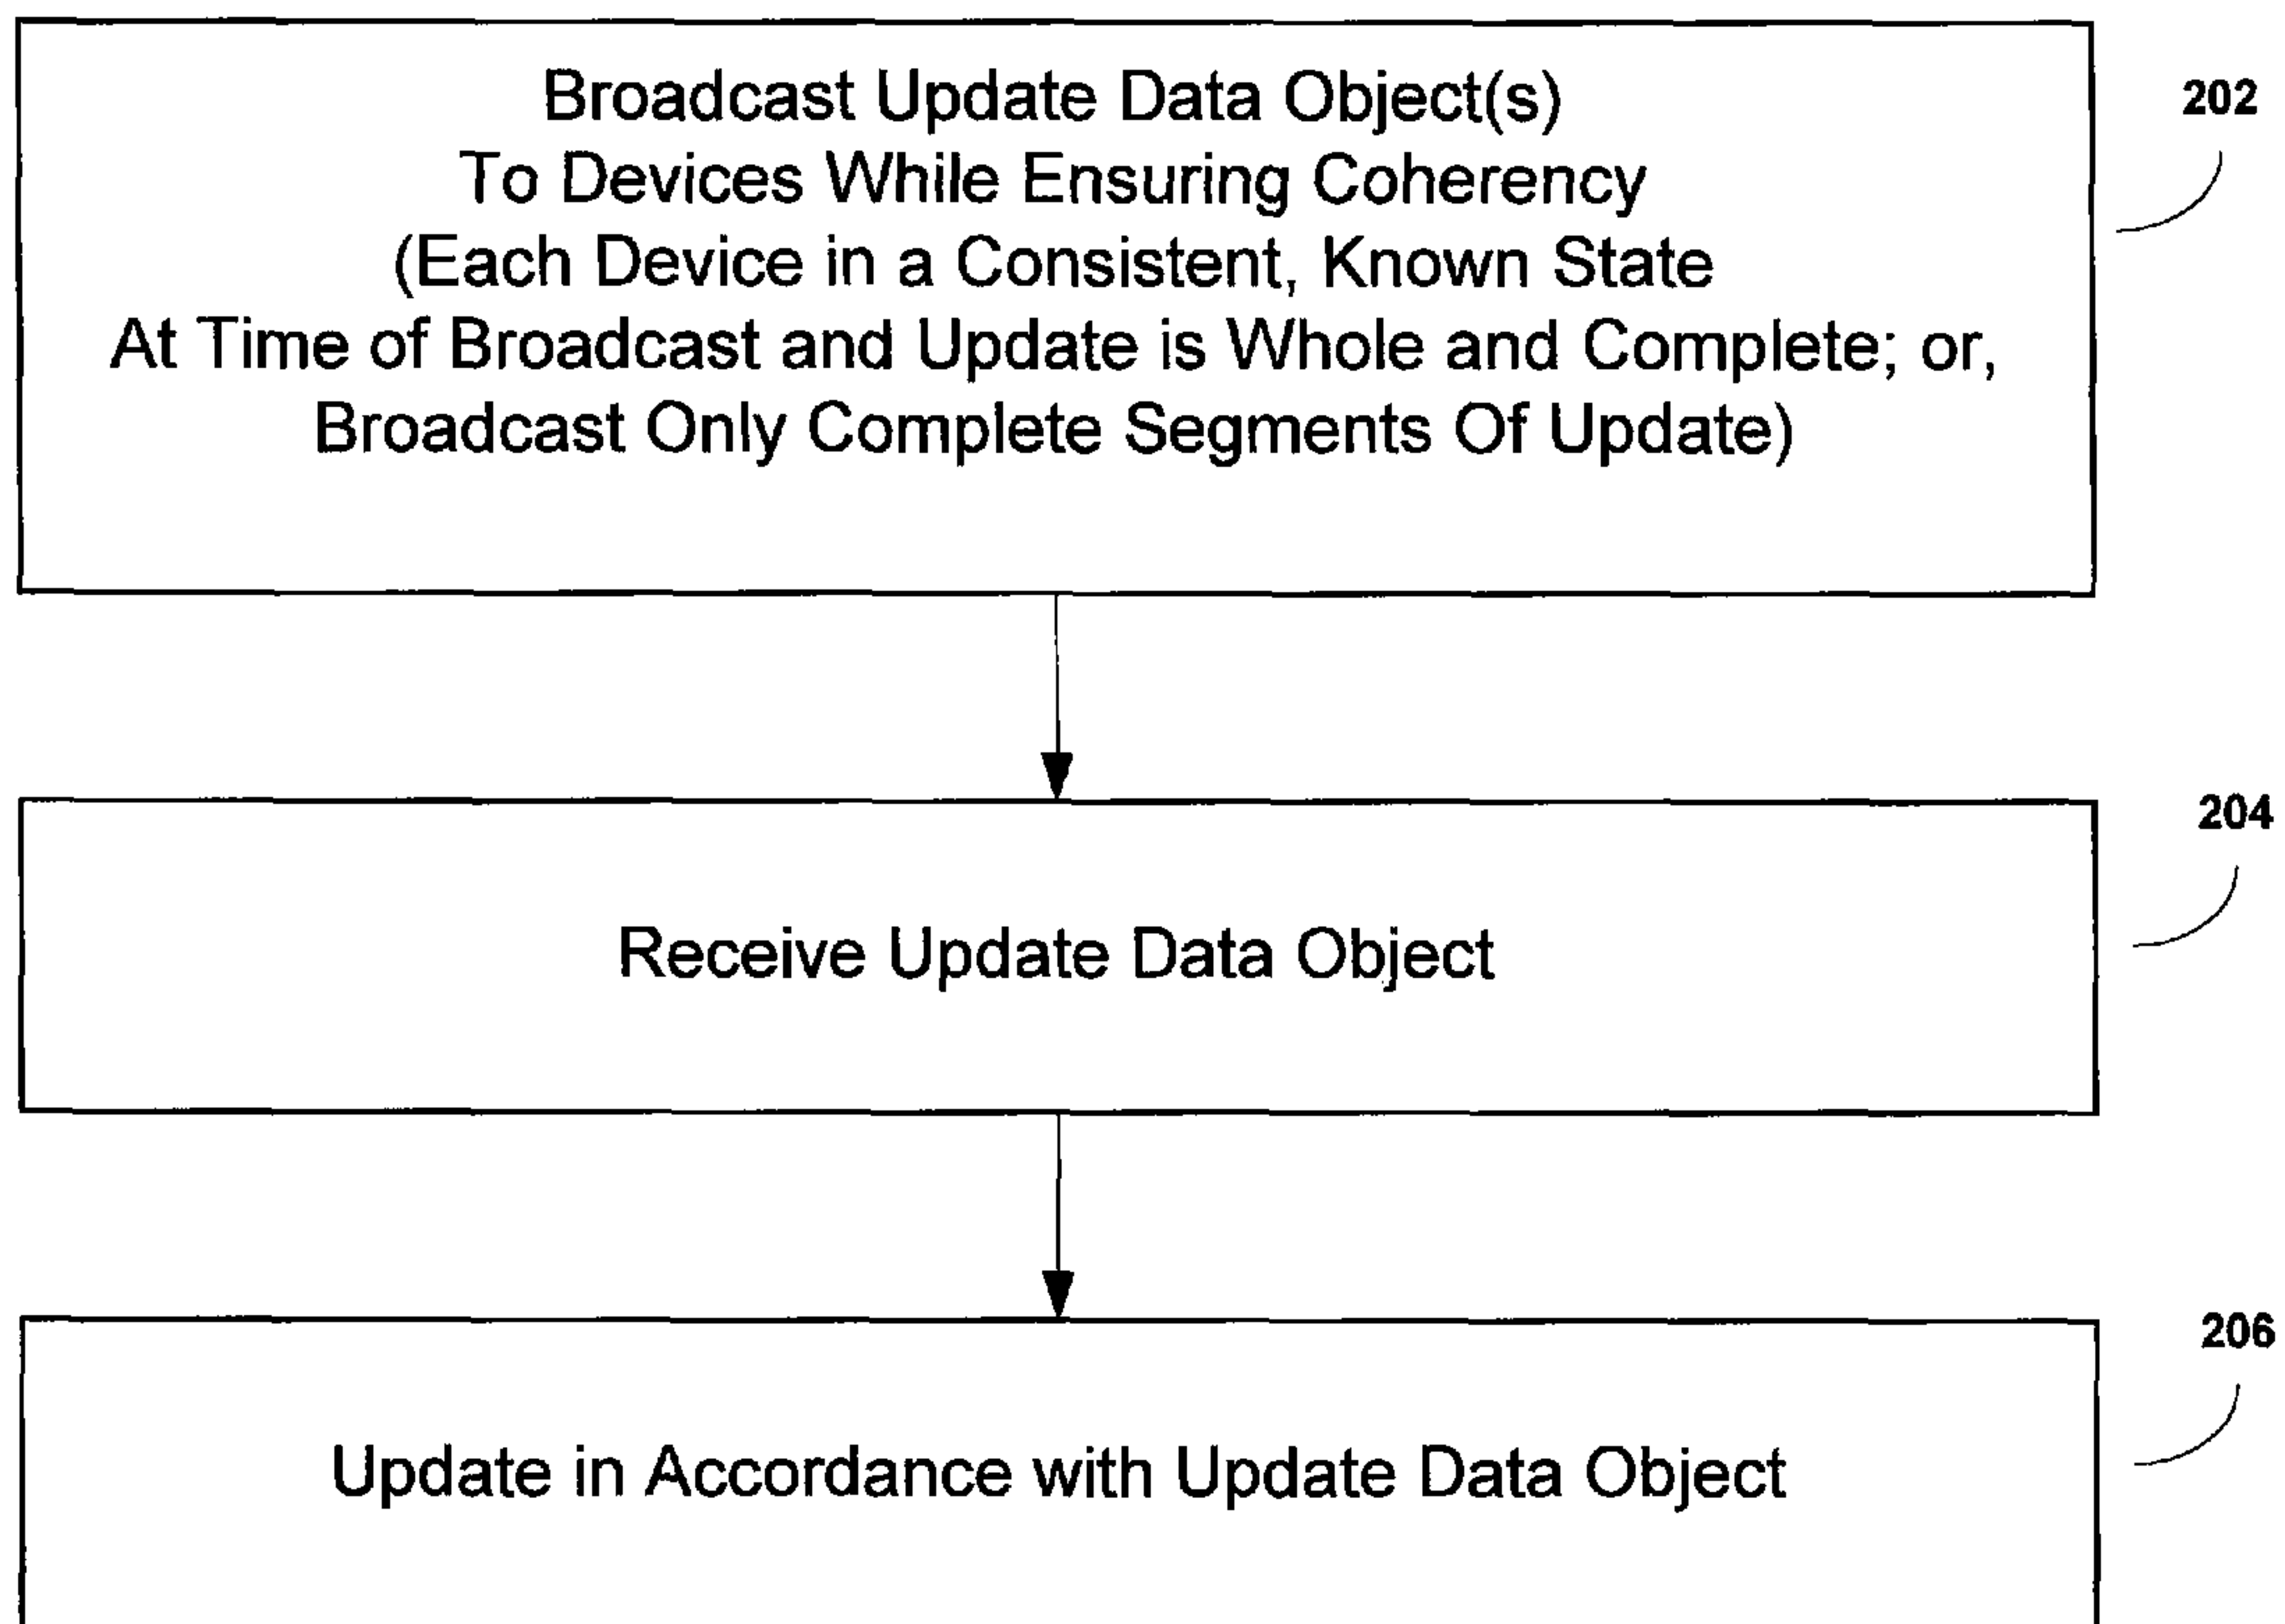 Broadcast Update Data Object(s)
202
To Devices While Ensuring Coherency
(Each Device in a Consistent, Known State
At Time of Broadcast and Update is Whole and Complete; or,
Broadcast Only Complete Segments Of Update)
204
Receive Update Data Object
206
Update in Accordance with Update Data Object